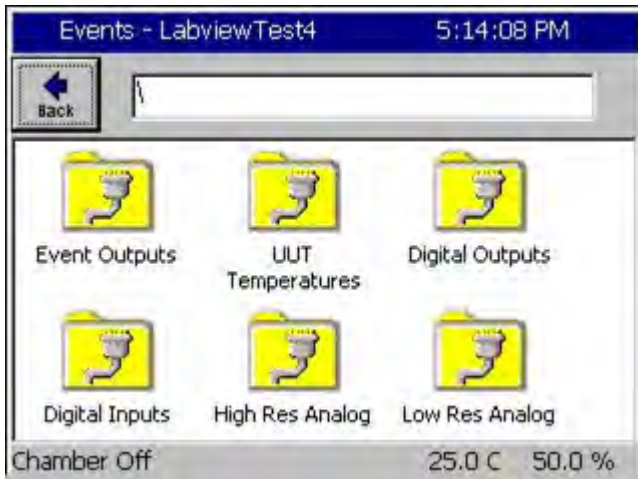 Events - LabviewTest4 5:14:08 PM
Back
\
Event Outputs
UUT
Temperatures
Digital Outputs
Digital Inputs
High Res Analog
Low Res Analog
Chamber Off 25.0 C 50.0 %